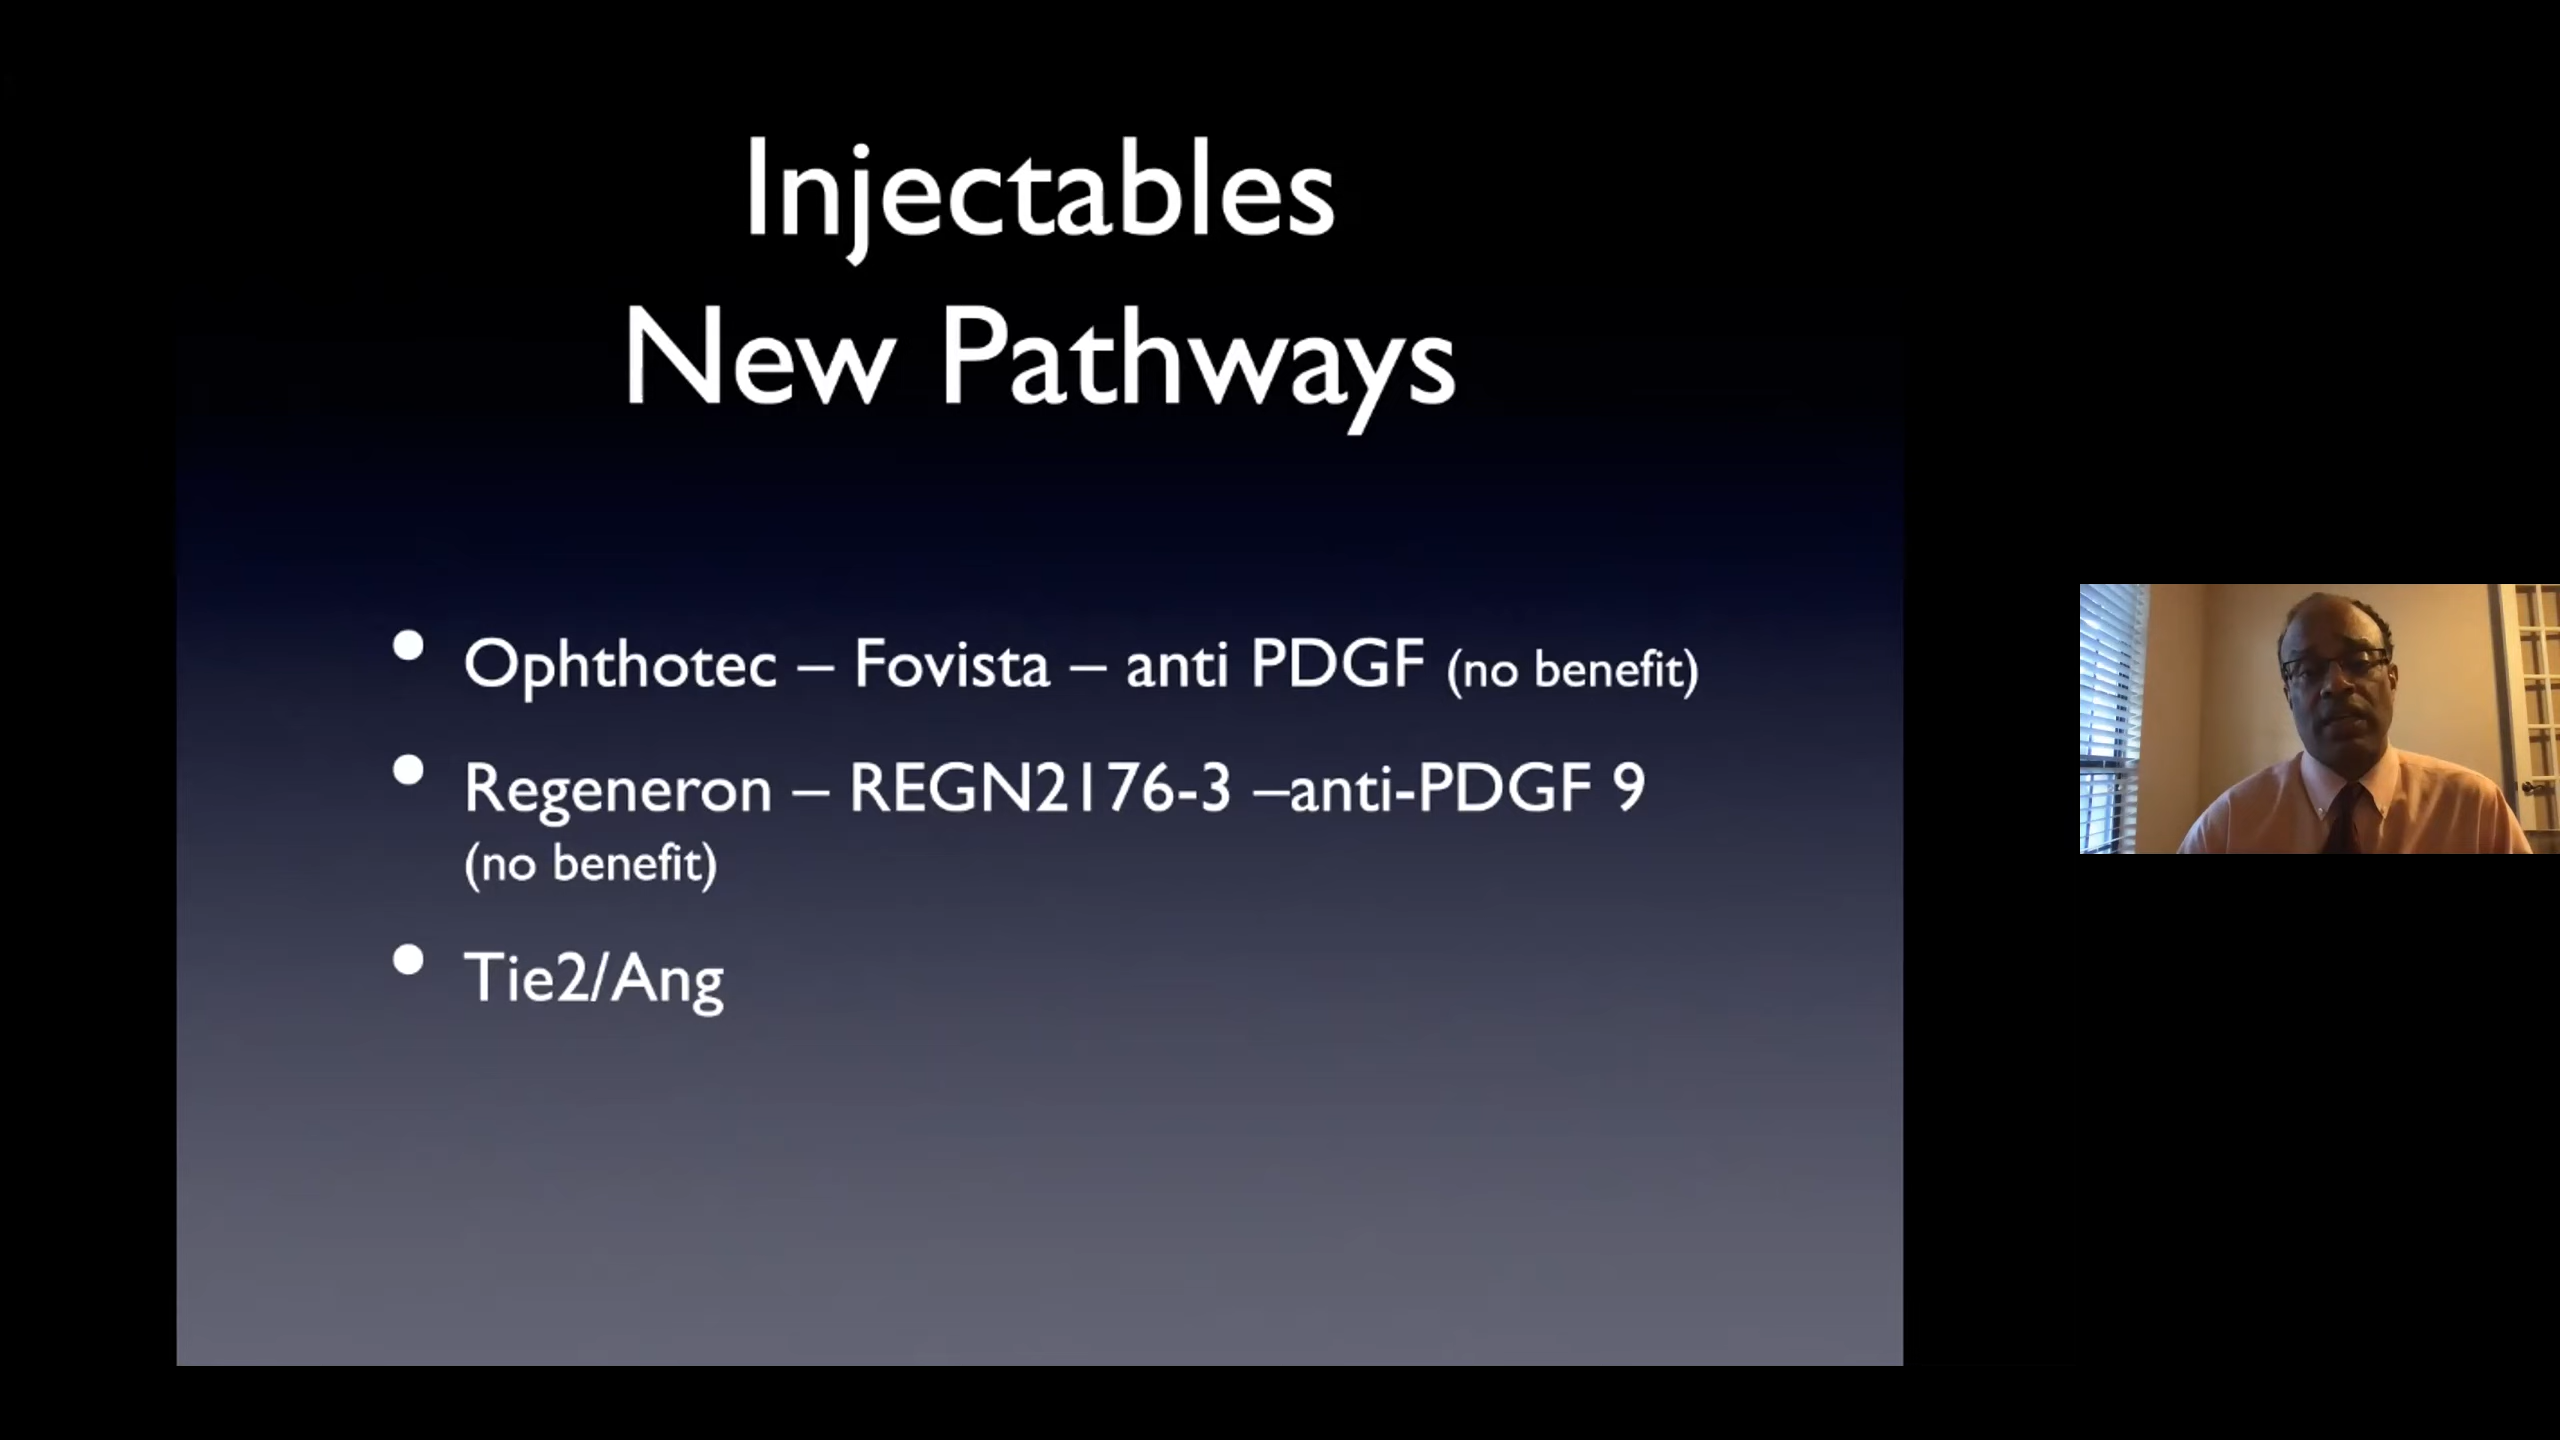 Injectables
New Pathways
• Ophthotec – Fovista – anti PDGF (no benefit)
• Regeneron – REGN2176-3 –anti-PDGF 9
(no benefit)
• Tie2/Ang